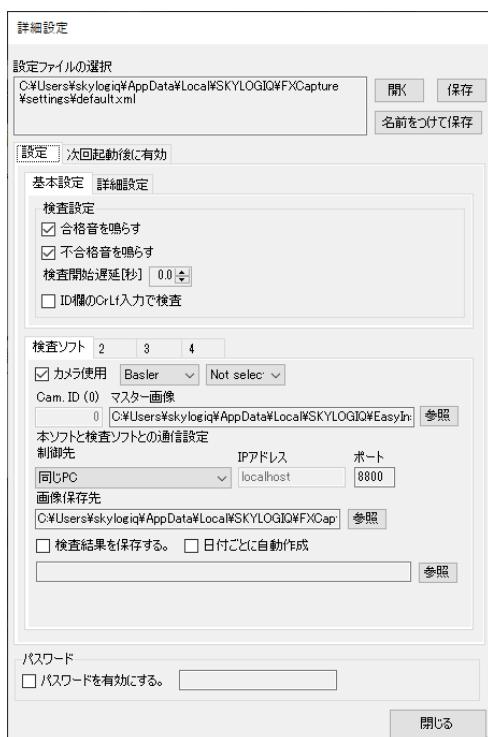 詳細設定
設定ファイルの選択
C:¥Users¥skylogiq¥AppData¥Local¥SKYLOGIQ¥FXCapture
¥settings¥default.xml
開く 保存
名前をつけて保存
設定 次回起動後に有効
基本設定 詳細設定
検査設定
合格音を鳴らす
不合格音を鳴らす
検査開始遅延[秒] 0.0
ID欄のCrLf入力で検査
検査ソフト 2 3 4
カメラ使用 Basler Not selec
Cam. ID (0) マスター画像
0 C:¥Users¥skylogiq¥AppData¥Local¥SKYLOGIQ¥EasyIn 参照
本ソフトと検査ソフトとの通信設定
制御先 IPアドレス ポート
同じPC localhost 8800
画像保存先
C:¥Users¥skylogiq¥AppData¥Local¥SKYLOGIQ¥FXCap 参照
検査結果を保存する。 日付ごとに自動作成
参照
パスワード
パスワードを有効にする。
閉じる